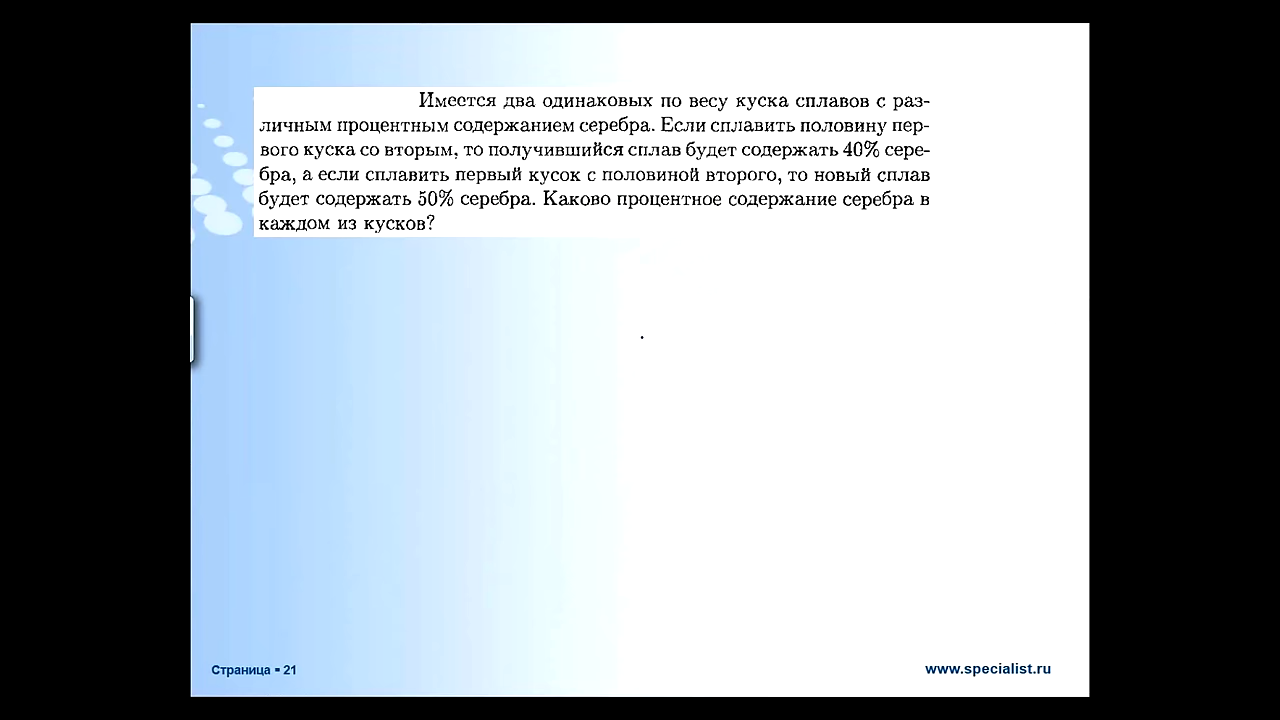 Имеется два одинаковых по весу куска сплавов с раз-
личным процентным содержанием серебра. Если сплавить половину пер-
вого куска со вторым, то получившийся сплав будет содержать 40% сере-
бра, а если сплавить первый кусок с половиной второго, то новый сплав
будет содержать 50% серебра. Каково процентное содержание серебра в
каждом из кусков?
Страница ▪ 21
www.specialist.ru